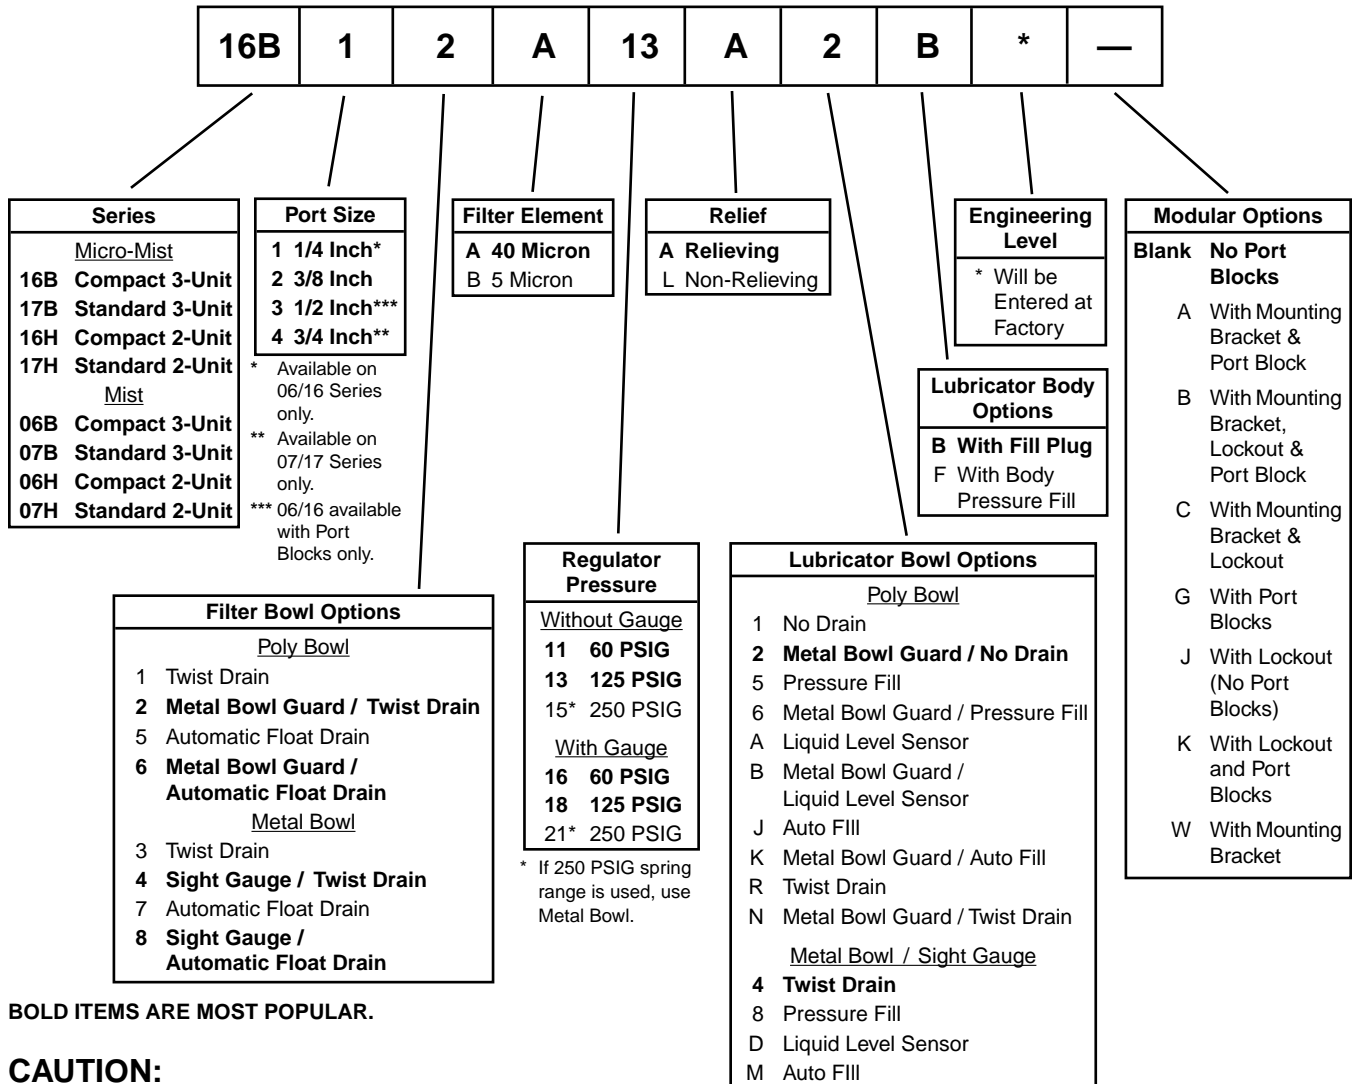 16B 1 2 A 13 A 2 B * —
Series
Micro-Mist
16B Compact 3-Unit
17B Standard 3-Unit
16H Compact 2-Unit
17H Standard 2-Unit
Mist
06B Compact 3-Unit
07B Standard 3-Unit
06H Compact 2-Unit
07H Standard 2-Unit
Port Size
1 1/4 Inch*
2 3/8 Inch
3 1/2 Inch***
4 3/4 Inch**
* Available on
06/16 Series
only.
** Available on
07/17 Series
only.
*** 06/16 available
with Port
Blocks only.
Filter Element
A 40 Micron
B 5 Micron
Relief
A Relieving
L Non-Relieving
Engineering
Level
* Will be
Entered at
Factory
Lubricator Body
Options
B With Fill Plug
F With Body
Pressure Fill
Modular Options
Blank No Port
Blocks
A With Mounting
Bracket &
Port Block
B With Mounting
Bracket,
Lockout &
Port Block
C With Mounting
Bracket &
Lockout
G With Port
Blocks
J With Lockout
(No Port
Blocks)
K With Lockout
and Port
Blocks
W With Mounting
Bracket
Filter Bowl Options
Poly Bowl
1 Twist Drain
2 Metal Bowl Guard / Twist Drain
5 Automatic Float Drain
6 Metal Bowl Guard /
Automatic Float Drain
Metal Bowl
3 Twist Drain
4 Sight Gauge / Twist Drain
7 Automatic Float Drain
8 Sight Gauge /
Automatic Float Drain
Regulator
Pressure
Without Gauge
11 60 PSIG
13 125 PSIG
15* 250 PSIG
With Gauge
16 60 PSIG
18 125 PSIG
21* 250 PSIG
* If 250 PSIG spring
range is used, use
Metal Bowl.
Lubricator Bowl Options
Poly Bowl
1 No Drain
2 Metal Bowl Guard / No Drain
5 Pressure Fill
6 Metal Bowl Guard / Pressure Fill
A Liquid Level Sensor
B Metal Bowl Guard /
Liquid Level Sensor
J Auto FIll
K Metal Bowl Guard / Auto Fill
R Twist Drain
N Metal Bowl Guard / Twist Drain
Metal Bowl / Sight Gauge
4 Twist Drain
8 Pressure Fill
D Liquid Level Sensor
M Auto FIll
BOLD ITEMS ARE MOST POPULAR.
CAUTION: